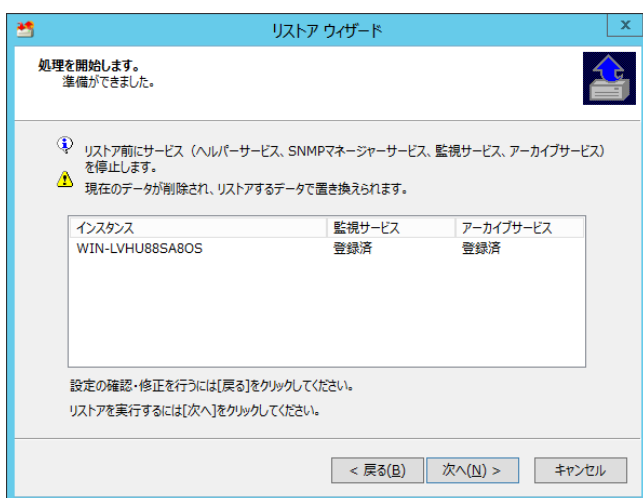 リストア ウィザード
x
処理を開始します。
準備ができました。
リストア前にサービス（ヘルパーサービス、SNMPマネージャーサービス、監視サービス、アーカイブサービス）
を停止します。
現在のデータが削除され、リストアするデータで置き換えられます。
インスタンス 監視サービス アーカイブサービス
WIN-LVHU88SA8OS 登録済 登録済
設定の確認・修正を行うには[戻る]をクリックしてください。
リストアを実行するには[次へ]をクリックしてください。
< 戻る(B) 次へ(N) > キャンセル